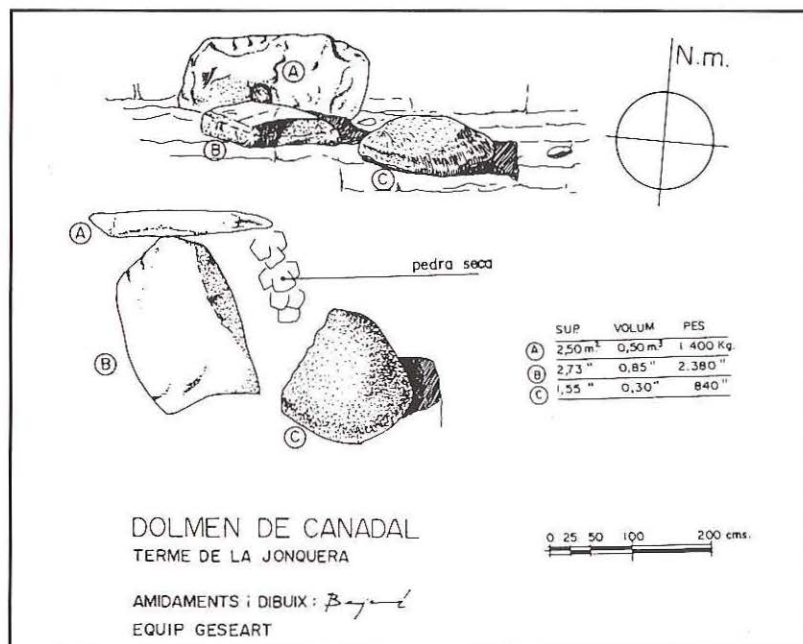 N.m.
A
B
C
A
pedra seca
B
C
SUP. VOLUM PES
A 2,50 m² 0,50 m³ 1 400 Kg.
B 2,73 " 0,85 " 2.380 "
C 1,55 " 0,30 " 840 "
DOLMEN DE CANADAL
TERME DE LA JONQUERA
0 25 50 100 200 cms.
AMIDAMENTS i DIBUIX:
EQUIP GESEART